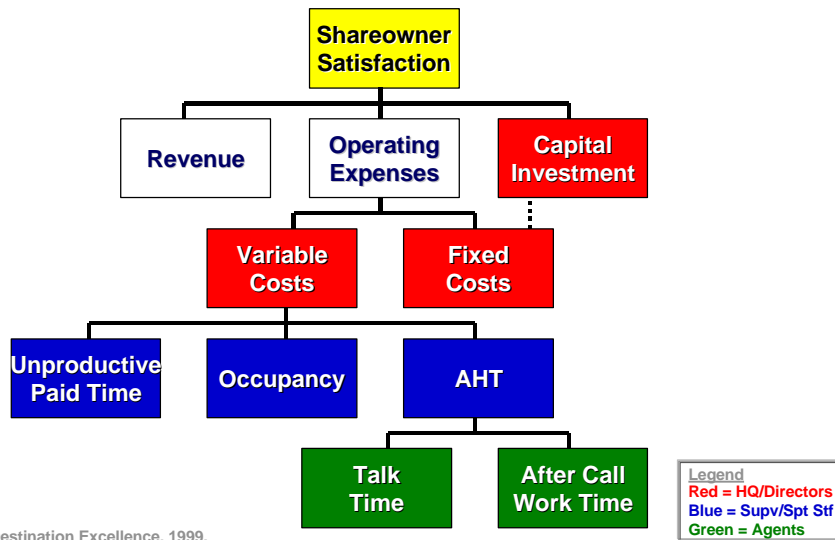 Shareowner
Satisfaction
Revenue
Operating
Expenses
Capital
Investment
Variable
Costs
Fixed
Costs
Unproductive
Paid Time
Occupancy
AHT
Talk
Time
After Call
Work Time
Legend
Red = HQ/Directors
Blue = Supv/Spt Stf
Green = Agents
Excellence, 1999.